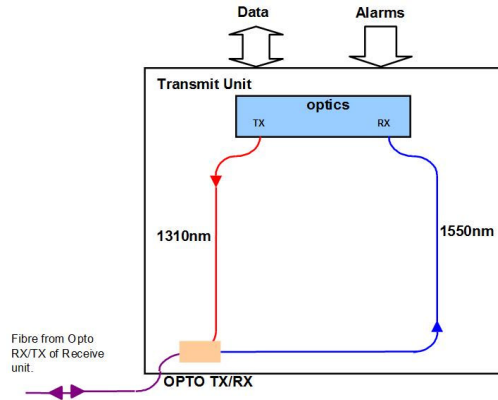 Data
Alarms
Transmit Unit
optics
TX
RX
1310nm
1550nm
Fibre from Opto
RX/TX of Receive
unit.
OPTO TX/RX